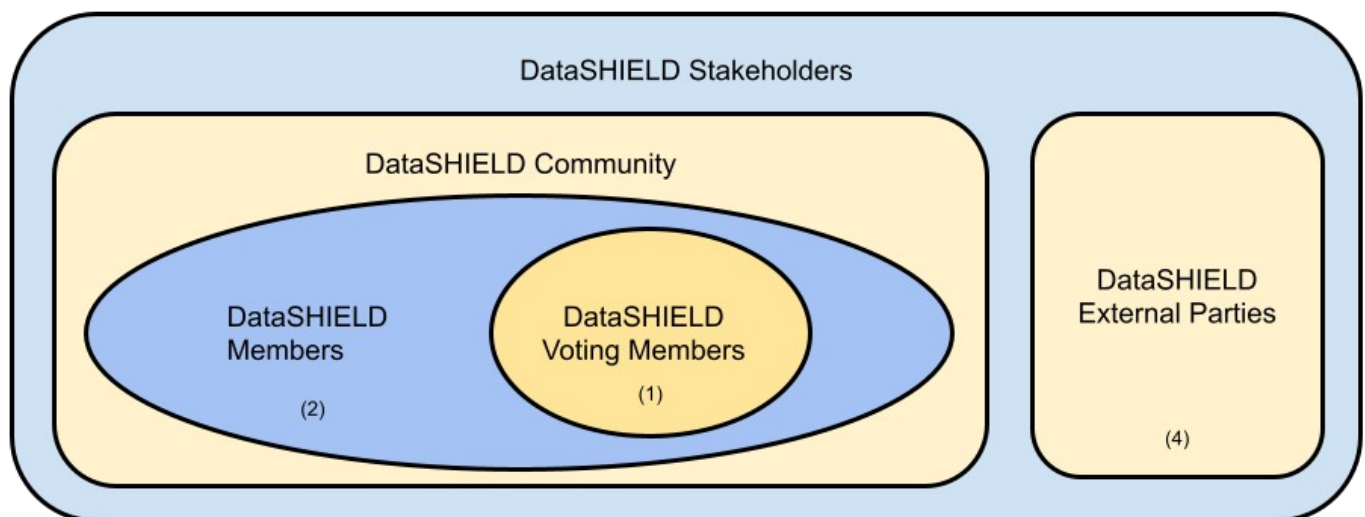 DataSHIELD Stakeholders
DataSHIELD Community
DataSHIELD
Members
(2)
DataSHIELD
Voting Members
(1)
DataSHIELD
External Parties
(4)